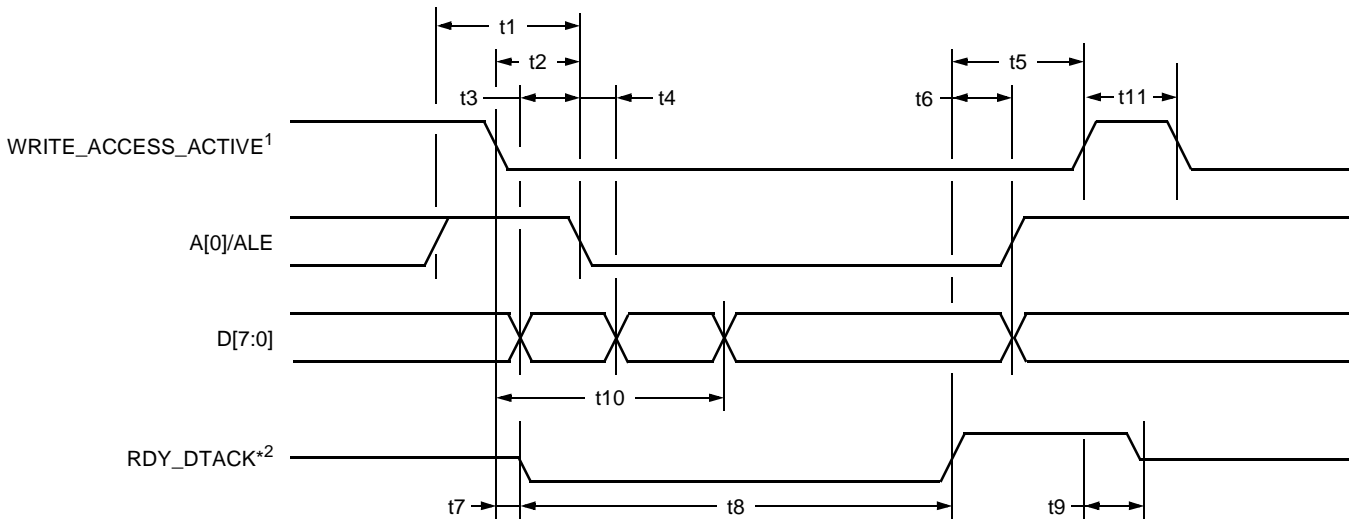 t1
t2
t5
t3
t4
t6
t11
WRITE_ACCESS_ACTIVE1
A[0]/ALE
D[7:0]
t10
RDY_DTACK*2
t7
t8
t9